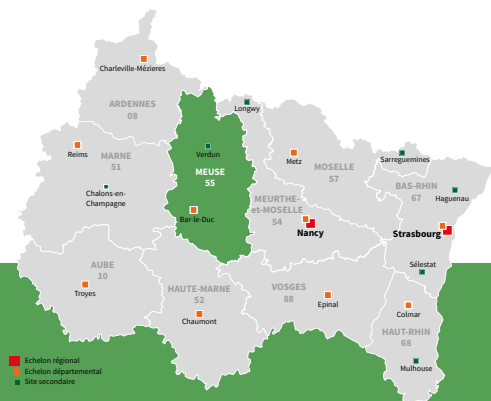 Charleville-Mézieres
ARDENNES
08
Longwy
Reims
MARNE
51
Verdun
MEUSE
55
Metz
MOSELLE
57
Sarreguemines
BAS-RHIN
67
Haguenau
Chalons-en-
Champagne
Bar-le-Duc
MEURTHE-
et-MOSELLE
54
Nancy
Strasbourg
AUBE
10
Troyes
HAUTE-MARNE
52
Chaumont
VOSGES
88
Epinal
Sélestat
Colmar
HAUT-RHIN
68
Mulhouse
Echelon régional
Echelon départemental
Site secondaire